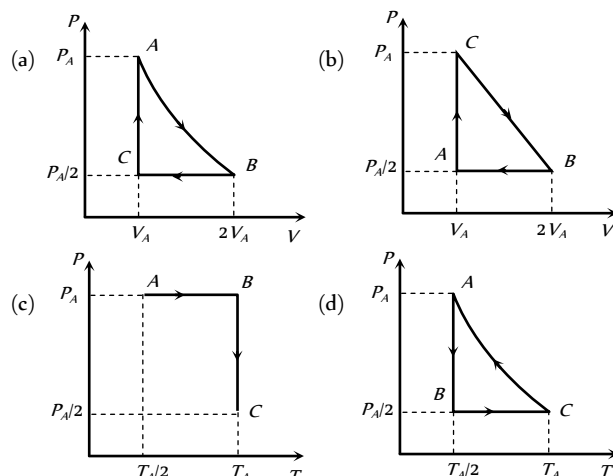 P P
(a) P_A A (b) P_A C
C B A B
P_A/2 P_A/2
V_A 2V_A V V_A 2V_A V
P P
(c) P_A A B (d) P_A A
P_A/2 C P_A/2 B C
T_A/2 T_A T T_A/2 T_A T